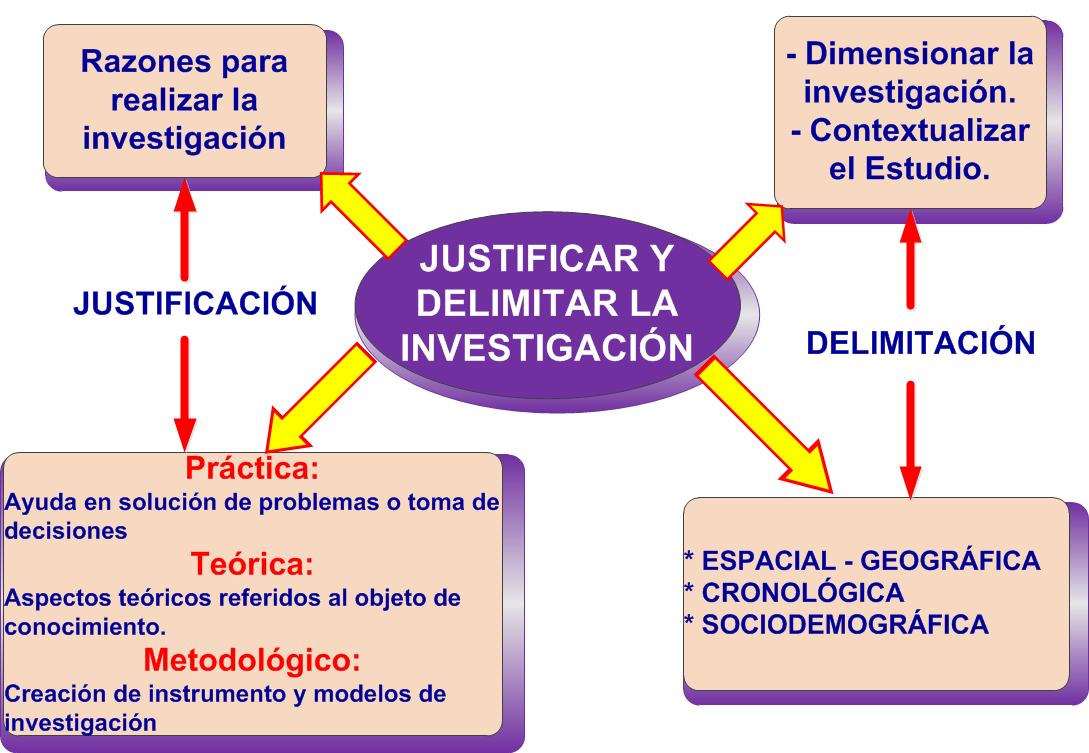 Razones para
realizar la
investigación
- Dimensionar la
investigación.
- Contextualizar
el Estudio.
JUSTIFICAR Y
DELIMITAR LA
INVESTIGACIÓN
JUSTIFICACIÓN
DELIMITACIÓN
Práctica:
Ayuda en solución de problemas o toma de
decisiones
Teórica:
Aspectos teóricos referidos al objeto de
conocimiento.
Metodológico:
Creación de instrumento y modelos de
investigación
* ESPACIAL - GEOGRÁFICA
* CRONOLÓGICA
* SOCIODEMOGRÁFICA